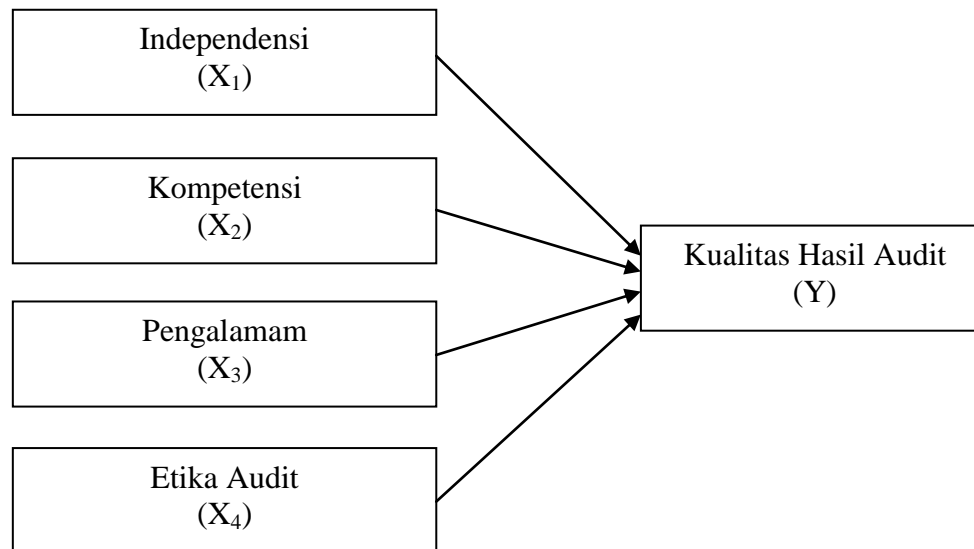 Independensi
(X₁)
Kompetensi
(X₂)
Pengalamam
(X₃)
Etika Audit
(X₄)
Kualitas Hasil Audit
(Y)